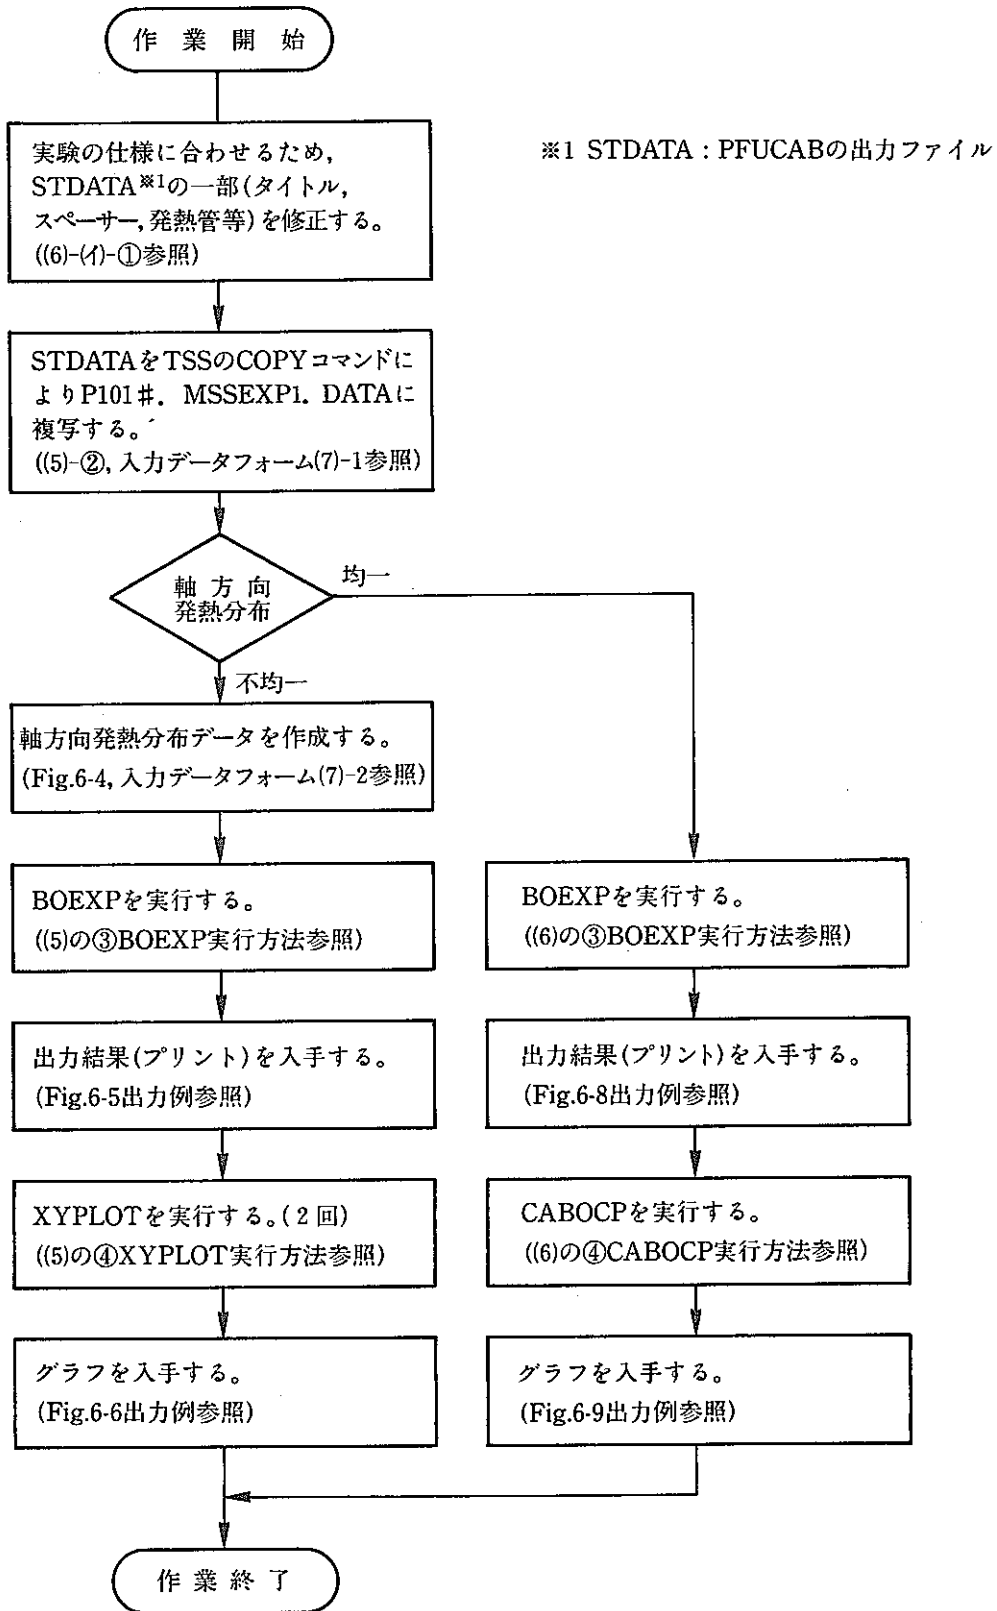 作業開始
実験の仕様に合わせるため,
STDATA※1の一部(タイトル,
スペーサー,発熱管等)を修正する。
((6)-(イ)-①参照)
※1 STDATA:PFUCABの出力ファイル
STDATAをTSSのCOPYコマンドに
よりP101#. MSSEXP1. DATAに
複写する。
((5)-②,入力データフォーム(7)-1参照)
軸方向
発熱分布
均一
不均一
軸方向発熱分布データを作成する。
(Fig.6-4,入力データフォーム(7)-2参照)
BOEXPを実行する。
((5)の③BOEXP実行方法参照)
出力結果(プリント)を入手する。
(Fig.6-5出力例参照)
XYPLOTを実行する。(2回)
((5)の④XYPLOT実行方法参照)
グラフを入手する。
(Fig.6-6出力例参照)
BOEXPを実行する。
((6)の③BOEXP実行方法参照)
出力結果(プリント)を入手する。
(Fig.6-8出力例参照)
CABOCPを実行する。
((6)の④CABOCP実行方法参照)
グラフを入手する。
(Fig.6-9出力例参照)
作業終了